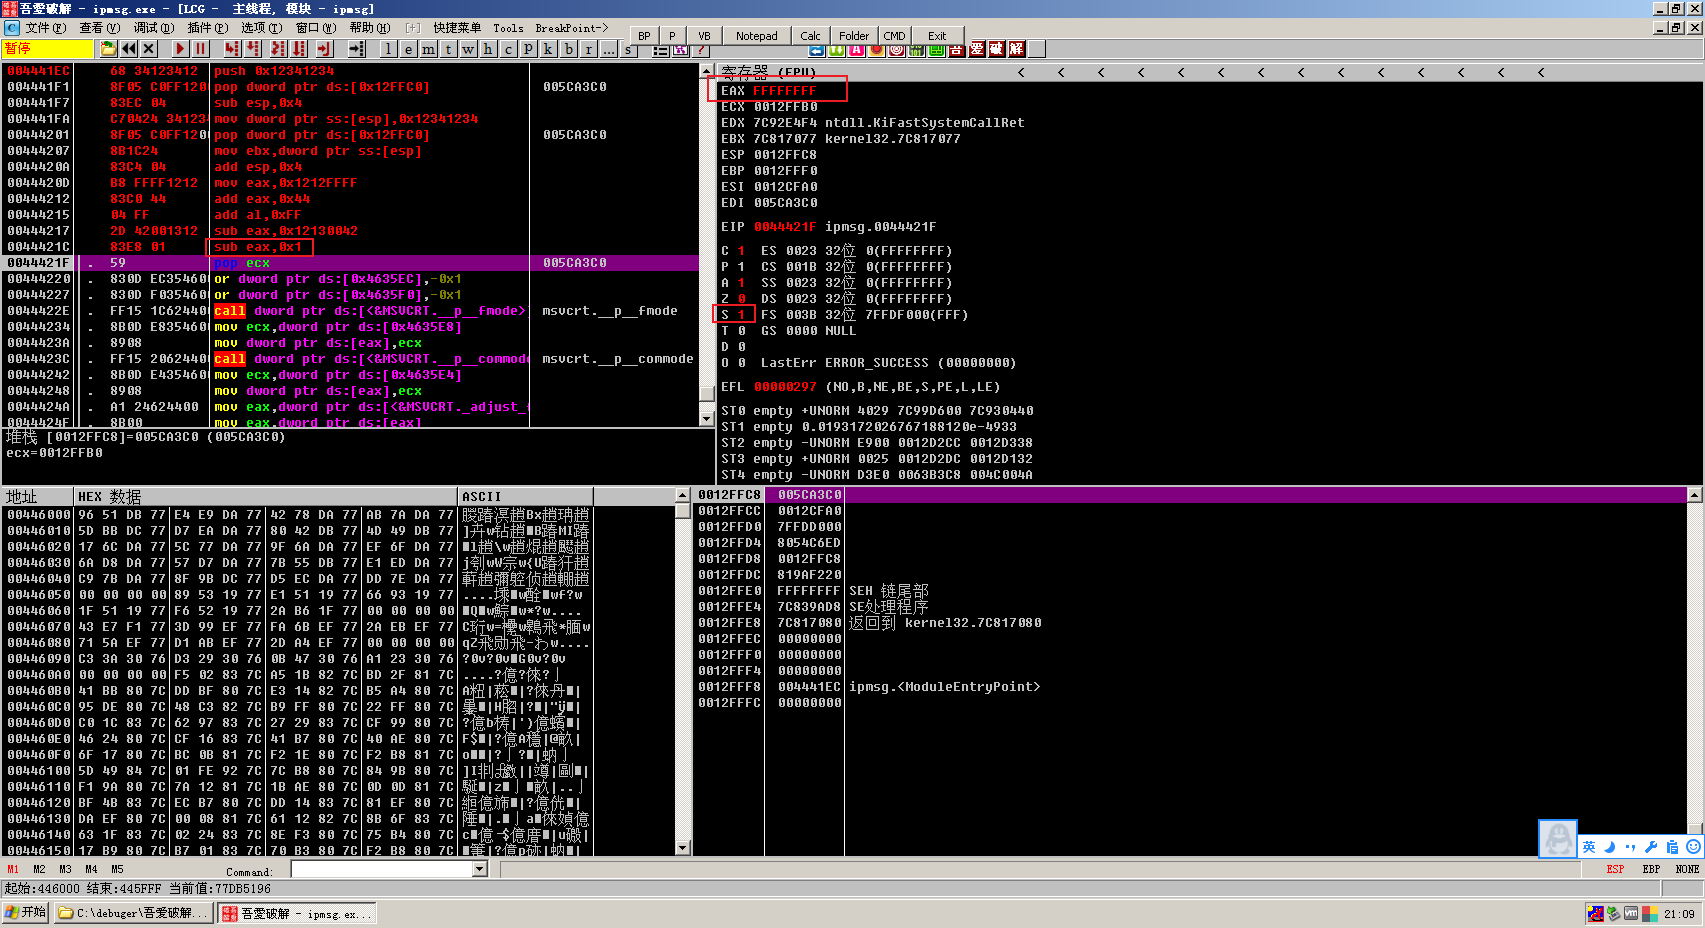 吾爱破解 - ipmsg.exe - [LCG -  主线程, 模块 - ipmsg]
文件(F) 查看(V) 调试(D) 插件(P) 选项(T) 窗口(W) 帮助(H) [+] 快捷菜单 Tools BreakPoint->
BP P VB Notepad Calc Folder CMD Exit
暂停 l e m t w h c p k b r ... s ? 吾 爱 破 解
004441EC 68 34123412 push 0x12341234
004441F1 8F05 C0FF1200 pop dword ptr ds:[0x12FFC0] 005CA3C0
004441F7 83EC 04 sub esp,0x4
004441FA C70424 341234 mov dword ptr ss:[esp],0x12341234
00444201 8F05 C0FF1200 pop dword ptr ds:[0x12FFC0] 005CA3C0
00444207 8B1C24 mov ebx,dword ptr ss:[esp]
0044420A 83C4 04 add esp,0x4
0044420D B8 FFFF1212 mov eax,0x1212FFFF
00444212 83C0 44 add eax,0x44
00444215 04 FF add al,0xFF
00444217 2D 42001312 sub eax,0x12130042
0044421C 83E8 01 sub eax,0x1
0044421F . 59 pop ecx 005CA3C0
00444220 . 830D EC354600 or dword ptr ds:[0x4635EC],-0x1
00444227 . 830D F0354600 or dword ptr ds:[0x4635F0],-0x1
0044422E . FF15 1C624400 call dword ptr ds:[<&MSVCRT.__p__fmode>] msvcrt.__p__fmode
00444234 . 8B0D E8354600 mov ecx,dword ptr ds:[0x4635E8]
0044423A . 8908 mov dword ptr ds:[eax],ecx
0044423C . FF15 20624400 call dword ptr ds:[<&MSVCRT.__p__commode msvcrt.__p__commode
00444242 . 8B0D E4354600 mov ecx,dword ptr ds:[0x4635E4]
00444248 . 8908 mov dword ptr ds:[eax],ecx
0044424A . A1 24624400 mov eax,dword ptr ds:[<&MSVCRT._adjust_
0044424F . 8B00 mov eax,dword ptr ds:[eax]
堆栈 [0012FFC8]=005CA3C0 (005CA3C0)
ecx=0012FFB0
寄存器 (FPU) < < < < < < < < < < < < < <
EAX FFFFFFFF
ECX 0012FFB0
EDX 7C92E4F4 ntdll.KiFastSystemCallRet
EBX 7C817077 kernel32.7C817077
ESP 0012FFC8
EBP 0012FFF0
ESI 0012CFA0
EDI 005CA3C0
EIP 0044421F ipmsg.0044421F
C 1 ES 0023 32位 0(FFFFFFFF)
P 1 CS 001B 32位 0(FFFFFFFF)
A 1 SS 0023 32位 0(FFFFFFFF)
Z 0 DS 0023 32位 0(FFFFFFFF)
S 1 FS 003B 32位 7FFDF000(FFF)
T 0 GS 0000 NULL
D 0
O 0 LastErr ERROR_SUCCESS (00000000)
EFL 00000297 (NO,B,NE,BE,S,PE,L,LE)
ST0 empty +UNORM 4029 7C99D600 7C930440
ST1 empty 0.0193172026767188120e-4933
ST2 empty -UNORM E900 0012D2CC 0012D338
ST3 empty +UNORM 0025 0012D2DC 0012D132
ST4 empty -UNORM D3E0 0063B3C8 004C004A
地址 HEX 数据 ASCII
00446000 96 51 DB 77 E4 E9 DA 77 42 78 DA 77 AB 7A DA 77
00446010 5D BB DC 77 D7 EA DA 77 80 42 DB 77 4D 49 DB 77
00446020 17 6C DA 77 5C 77 DA 77 9F 6A DA 77 EF 6F DA 77
00446030 6A D8 DA 77 57 D7 DA 77 7B 55 DB 77 E1 ED DA 77
00446040 C9 7B DA 77 8F 9B DC 77 D5 EC DA 77 DD 7E DA 77
00446050 00 00 00 00 89 53 19 77 E1 51 19 77 66 93 19 77
00446060 1F 51 19 77 F6 52 19 77 2A B6 1F 77 00 00 00 00
00446070 43 E7 F1 77 3D 99 EF 77 FA 6B EF 77 2A EB EF 77
00446080 71 5A EF 77 D1 AB EF 77 2D A4 EF 77 00 00 00 00
00446090 C3 3A 30 76 D3 29 30 76 0B 47 30 76 A1 23 30 76
004460A0 00 00 00 00 F5 02 83 7C A5 1B 82 7C BD 2F 81 7C
004460B0 41 BB 80 7C DD BF 80 7C E3 14 82 7C B5 A4 80 7C
004460C0 95 DE 80 7C 48 C3 82 7C B9 FF 80 7C 22 FF 80 7C
004460D0 C0 1C 83 7C 62 97 83 7C 27 29 83 7C CF 99 80 7C
004460E0 46 24 80 7C CF 16 83 7C 41 B7 80 7C 40 AE 80 7C
004460F0 6F 17 80 7C BC 0B 81 7C F2 1E 80 7C F2 B8 81 7C
00446100 5D 49 84 7C 01 FE 92 7C 7C B8 80 7C 84 9B 80 7C
00446110 F1 9A 80 7C 7A 12 81 7C 1B AE 80 7C 0D 0D 81 7C
00446120 BF 4B 83 7C EC B7 80 7C DD 14 83 7C 81 EF 80 7C
00446130 DA EF 80 7C 00 08 81 7C 61 12 82 7C 8B 6F 83 7C
00446140 63 1F 83 7C 02 24 83 7C 8E F3 80 7C 75 B4 80 7C
00446150 17 B9 80 7C B7 01 83 7C 70 B3 80 7C F2 B8 80 7C
0012FFC8 005CA3C0
0012FFCC 0012CFA0
0012FFD0 7FFDD000
0012FFD4 8054C6ED
0012FFD8 0012FFC8
0012FFDC 819AF220
0012FFE0 FFFFFFFF SEH 链尾部
0012FFE4 7C839AD8 SE处理程序
0012FFE8 7C817080 返回到 kernel32.7C817080
0012FFEC 00000000
0012FFF0 00000000
0012FFF4 00000000
0012FFF8 004441EC ipmsg.<ModuleEntryPoint>
0012FFFC 00000000
M1 M2 M3 M4 M5 Command: ESP EBP NONE
起始:446000 结束:445FFF 当前值:77DB5196
英
开始 C:\debuger\吾爱破解... 吾爱破解 - ipmsg.ex... 21:09